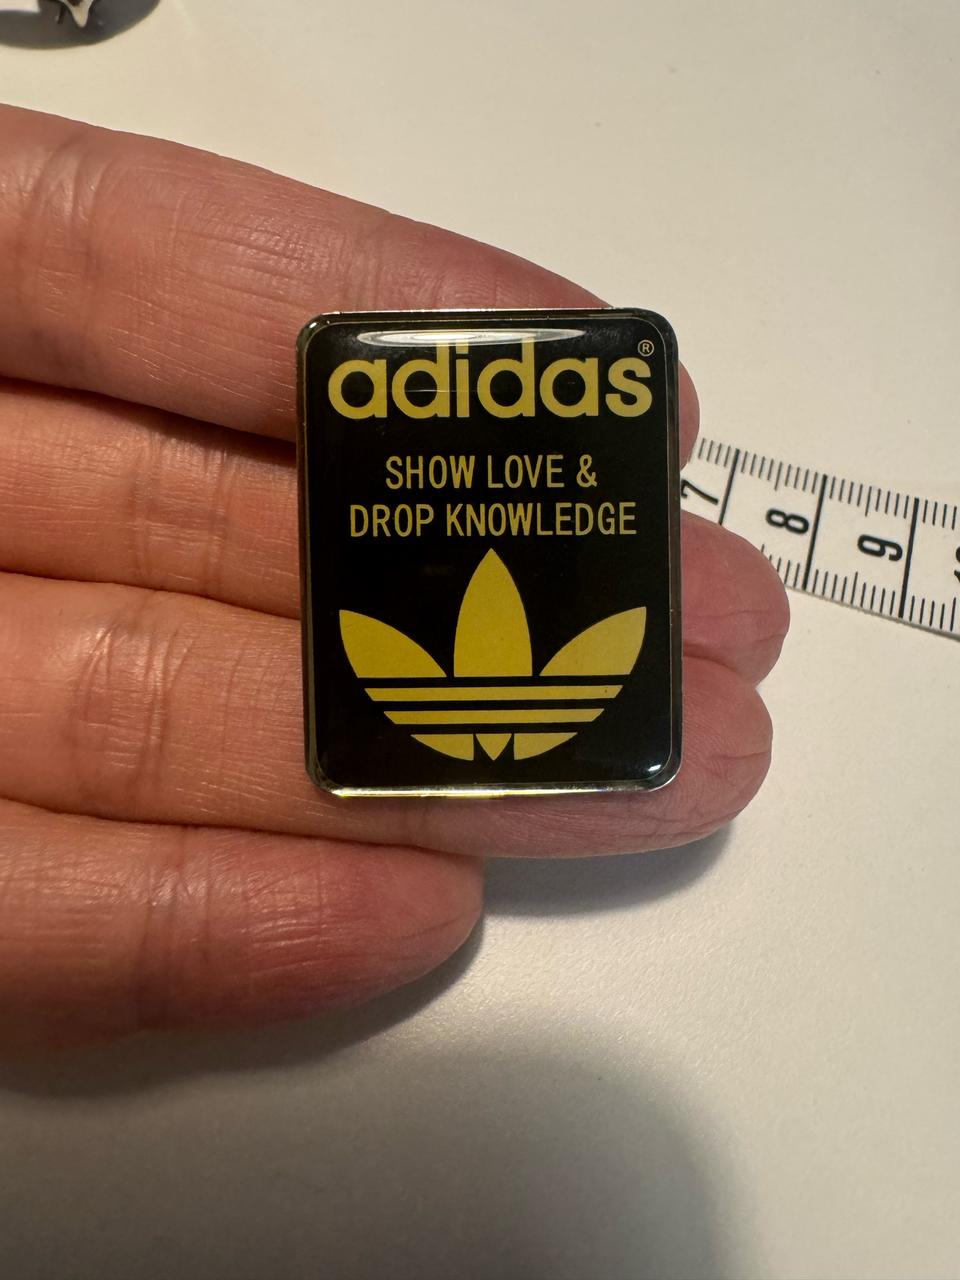 adidas®
SHOW LOVE &
DROP KNOWLEDGE
7
8
9